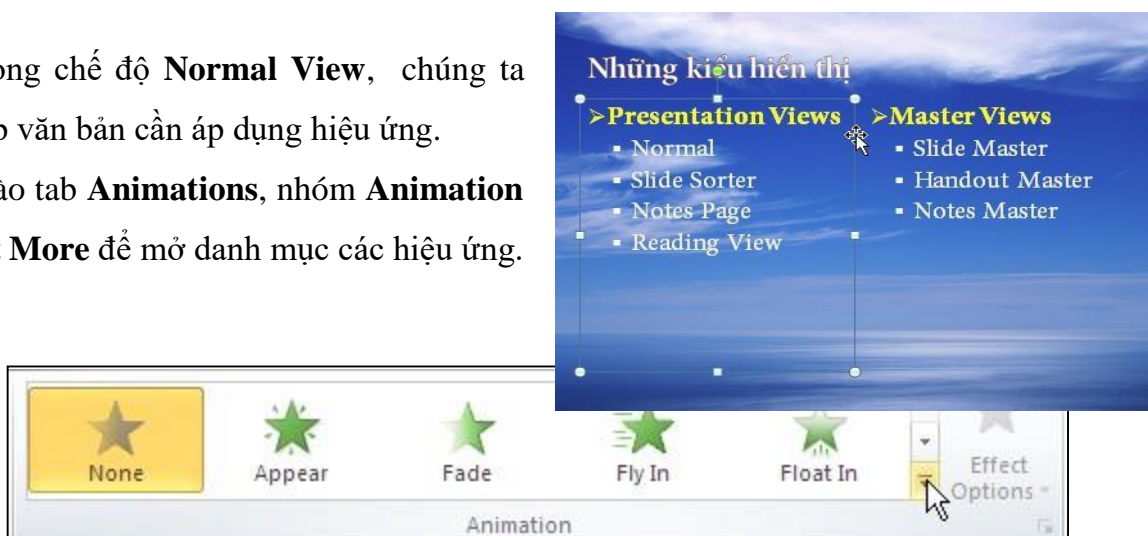 ong chế độ Normal View, chúng ta
văn bản cần áp dụng hiệu ứng.
ào tab Animations, nhóm Animation
More để mở danh mục các hiệu ứng.
Những kiểu hiển thị
➢Presentation Views
▪ Normal
▪ Slide Sorter
▪ Notes Page
▪ Reading View
➢Master Views
▪ Slide Master
▪ Handout Master
▪ Notes Master
None Appear Fade Fly In Float In
Effect
Options
Animation